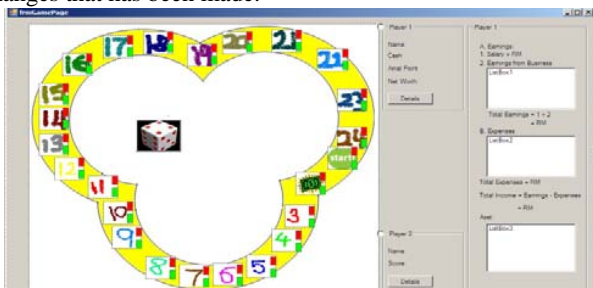 anges that has been made.
frmGamePage
17 18 19 20 21
16 22
15 23
14 24
13 start
12
11
10 3
9 4
8 7 6 5
Player 1
Name
Cash
Asial Point
Net Worth
Details
Player 2
Name
Score
Details
Player 1
A. Earnings:
1. Salary = RM
2. Earnings from Business
ListBox1
Total Earnings = 1 + 2
= RM
B. Expenses
ListBox2
Total Expenses = RM
Total Income = Earnings - Expenses
= RM
Aset
ListBox3